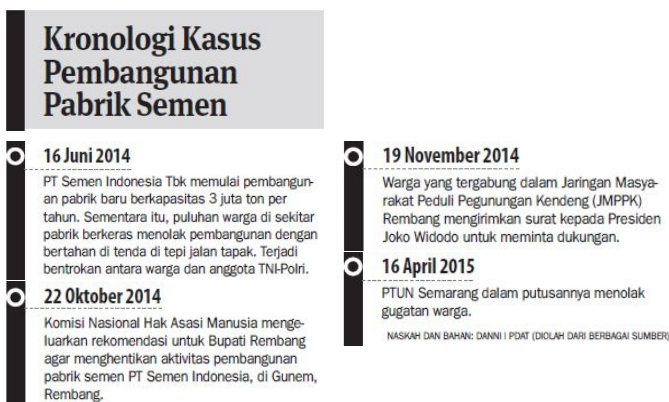 Kronologi Kasus
Pembangunan
Pabrik Semen
16 Juni 2014
PT Semen Indonesia Tbk memulai pembangun-
an pabrik baru berkapasitas 3 juta ton per
tahun. Sementara itu, puluhan warga di sekitar
pabrik berkeras menolak pembangunan dengan
bertahan di tenda di tepi jalan tapak. Terjadi
bentrokan antara warga dan anggota TNI-Polri.
22 Oktober 2014
Komisi Nasional Hak Asasi Manusia menge-
luarkan rekomendasi untuk Bupati Rembang
agar menghentikan aktivitas pembangunan
pabrik semen PT Semen Indonesia, di Gunem,
Rembang.
19 November 2014
Warga yang tergabung dalam Jaringan Masya-
rakat Peduli Pegunungan Kendeng (JMPPK)
Rembang mengirimkan surat kepada Presiden
Joko Widodo untuk meminta dukungan.
16 April 2015
PTUN Semarang dalam putusannya menolak
gugatan warga.
NASKAH DAN BAHAN: DANNI I PDAT (DIOLAH DARI BERBAGAI SUMBER)